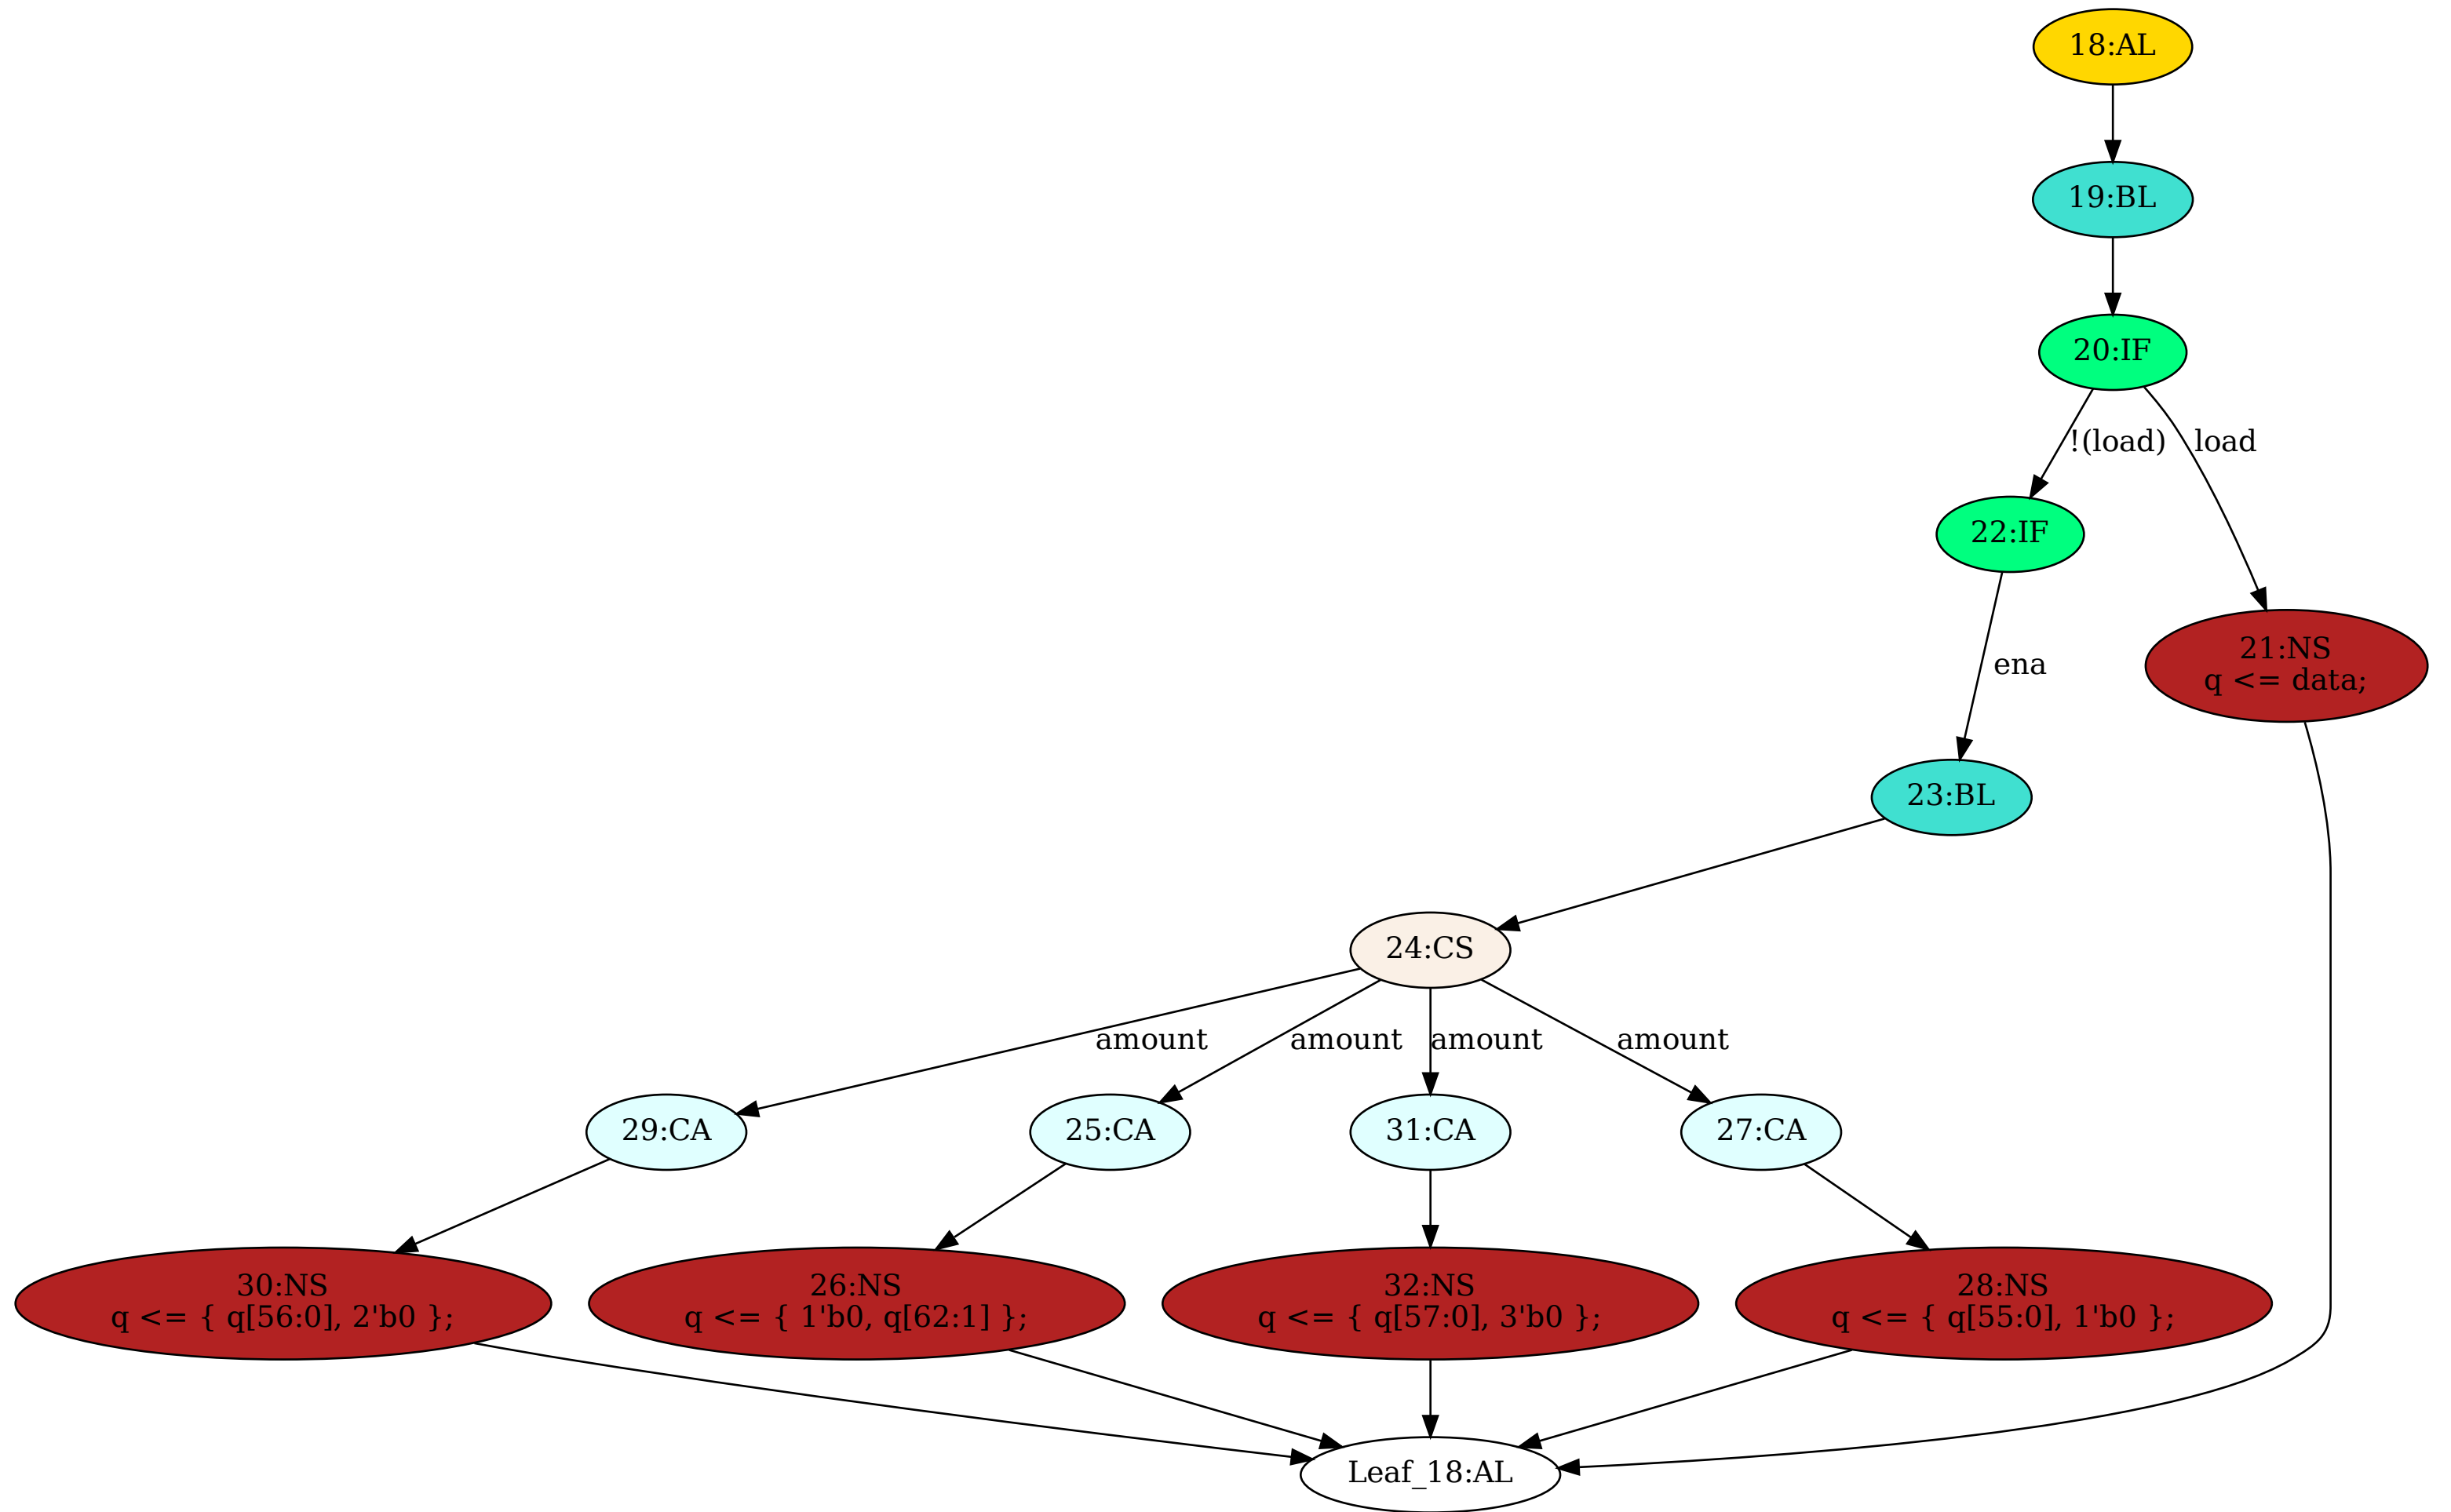 18:AL
19:BL
20:IF
!(load)
load
22:IF
21:NS
q <= data;
ena
23:BL
24:CS
amount
amount
amount
amount
29:CA
25:CA
31:CA
27:CA
30:NS
q <= { q[56:0], 2'b0 };
26:NS
q <= { 1'b0, q[62:1] };
32:NS
q <= { q[57:0], 3'b0 };
28:NS
q <= { q[55:0], 1'b0 };
Leaf_18:AL